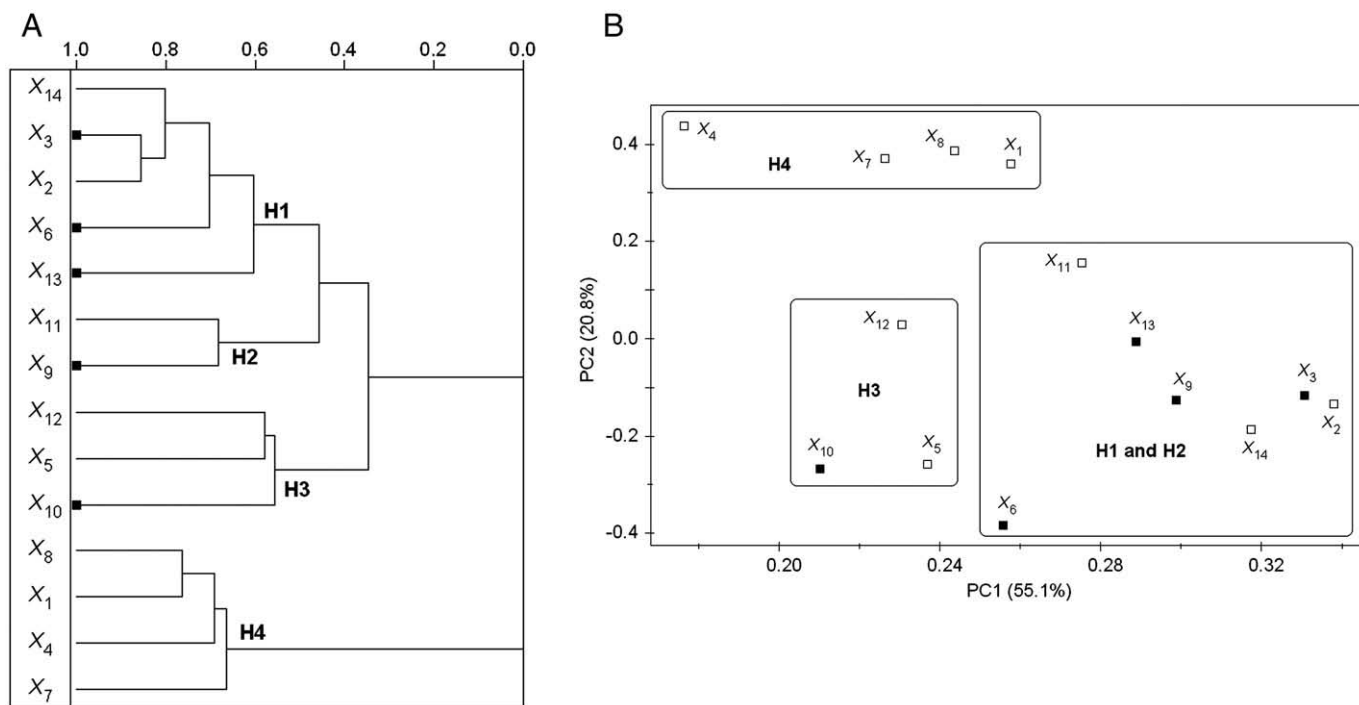 A
1.0 0.8 0.6 0.4 0.2 0.0
X14
X3
X2
X6
X13
X11
X9
X12
X5
X10
X8
X1
X4
X7
H1
H2
H3
H4
B
PC2 (20.8%)
0.4
0.2
0.0
-0.2
-0.4
X4
X7
X8
X1
H4
X11
X13
X12
X9
X3
H3
X2
X10
X5
X14
H1 and H2
X6
0.20 0.24 0.28 0.32
PC1 (55.1%)